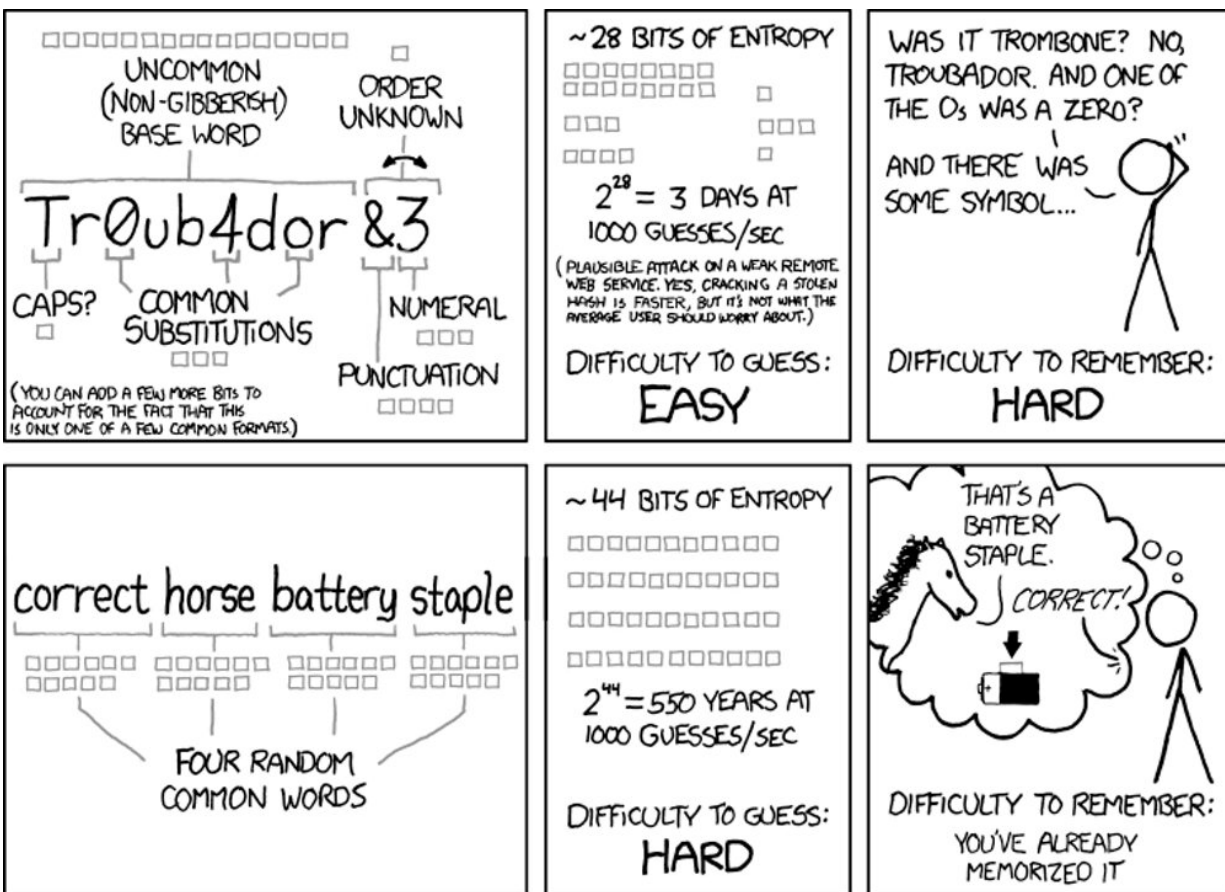 UNCOMMON
(NON-GIBBERISH)
BASE WORD
ORDER
UNKNOWN
Tr0ub4dor &3
CAPS?
COMMON
SUBSTITUTIONS
NUMERAL
PUNCTUATION
(YOU CAN ADD A FEW MORE BITS TO
ACCOUNT FOR THE FACT THAT THIS
IS ONLY ONE OF A FEW COMMON FORMATS.)
~28 BITS OF ENTROPY
2^28 = 3 DAYS AT
1000 GUESSES/SEC
(PLAUSIBLE ATTACK ON A WEAK REMOTE
WEB SERVICE. YES, CRACKING A STOLEN
HASH IS FASTER, BUT IT'S NOT WHAT THE
AVERAGE USER SHOULD WORRY ABOUT.)
DIFFICULTY TO GUESS:
EASY
WAS IT TROMBONE? NO,
TROUBADOR. AND ONE OF
THE Os WAS A ZERO?
AND THERE WAS
SOME SYMBOL...
DIFFICULTY TO REMEMBER:
HARD
correct horse battery staple
FOUR RANDOM
COMMON WORDS
~44 BITS OF ENTROPY
2^44 = 550 YEARS AT
1000 GUESSES/SEC
DIFFICULTY TO GUESS:
HARD
THAT'S A
BATTERY
STAPLE.
CORRECT!
+
DIFFICULTY TO REMEMBER:
YOU'VE ALREADY
MEMORIZED IT